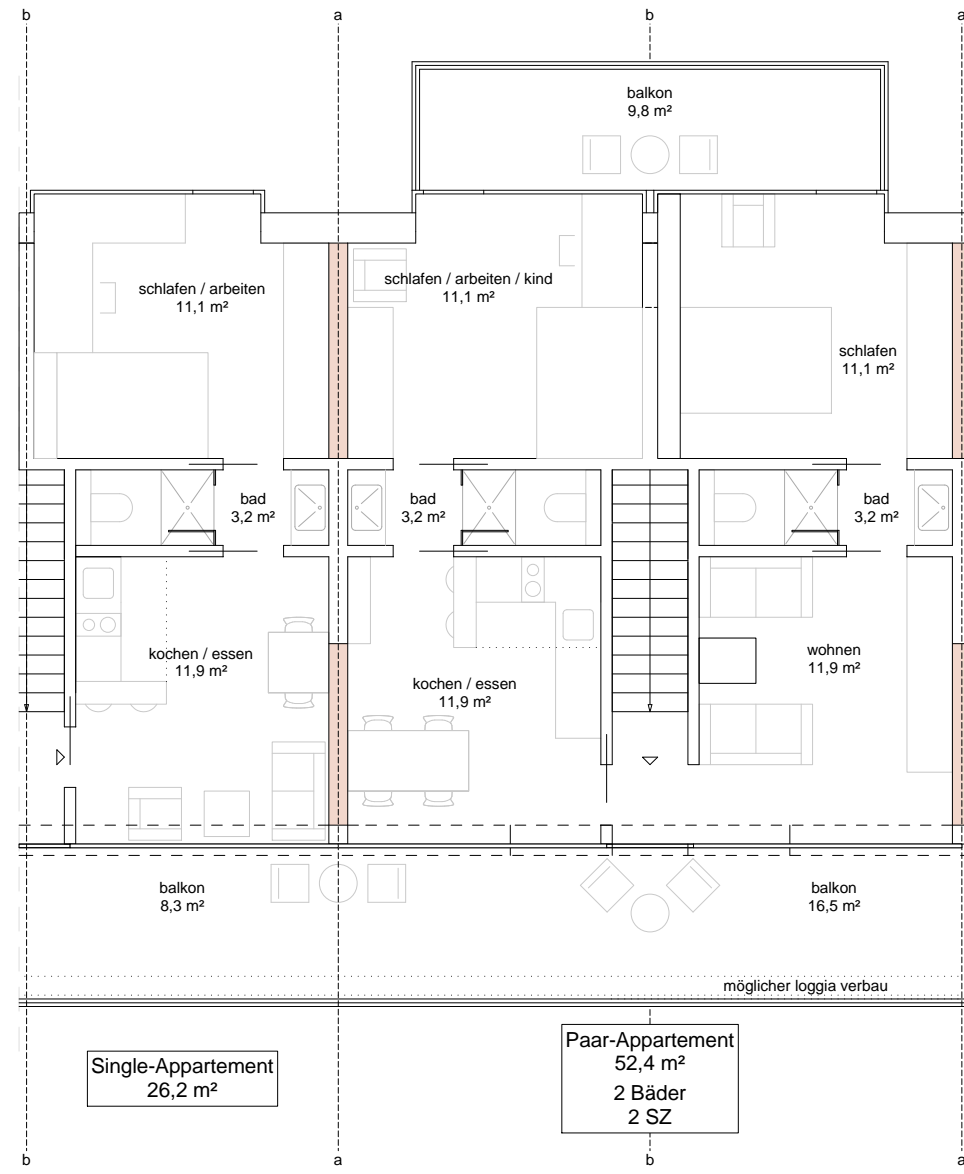 b
a
b
a
balkon
9,8 m²
schlafen / arbeiten
11,1 m²
schlafen / arbeiten / kind
11,1 m²
schlafen
11,1 m²
bad
3,2 m²
bad
3,2 m²
bad
3,2 m²
kochen / essen
11,9 m²
kochen / essen
11,9 m²
wohnen
11,9 m²
balkon
8,3 m²
balkon
16,5 m²
möglicher loggia verbau
Single-Appartement
26,2 m²
Paar-Appartement
52,4 m²
2 Bäder
2 SZ
b
a
b
a